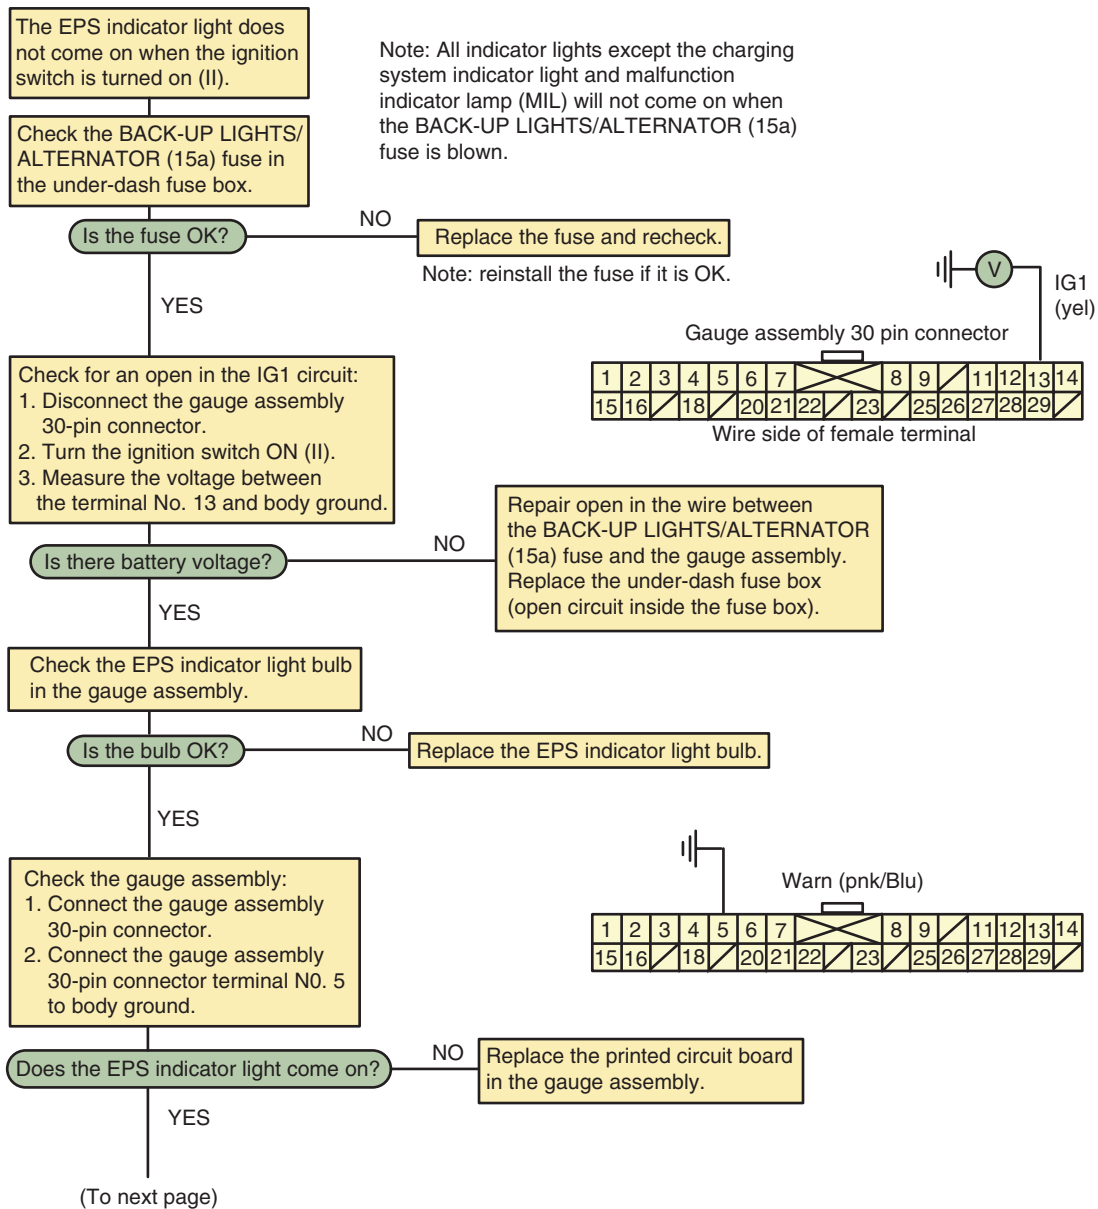 The EPS indicator light does
not come on when the ignition
switch is turned on (II).
Note: All indicator lights except the charging
system indicator light and malfunction
indicator lamp (MIL) will not come on when
the BACK-UP LIGHTS/ALTERNATOR (15a)
fuse is blown.
Check the BACK-UP LIGHTS/
ALTERNATOR (15a) fuse in
the under-dash fuse box.
Is the fuse OK?
NO
Replace the fuse and recheck.
Note: reinstall the fuse if it is OK.
YES
V
IG1
(yel)
Gauge assembly 30 pin connector
1 2 3 4 5 6 7 8 9 11 12 13 14
15 16 18 20 21 22 23 25 26 27 28 29
Wire side of female terminal
Check for an open in the IG1 circuit:
1. Disconnect the gauge assembly
30-pin connector.
2. Turn the ignition switch ON (II).
3. Measure the voltage between
the terminal No. 13 and body ground.
Is there battery voltage?
NO
Repair open in the wire between
the BACK-UP LIGHTS/ALTERNATOR
(15a) fuse and the gauge assembly.
Replace the under-dash fuse box
(open circuit inside the fuse box).
YES
Check the EPS indicator light bulb
in the gauge assembly.
Is the bulb OK?
NO
Replace the EPS indicator light bulb.
YES
Check the gauge assembly:
1. Connect the gauge assembly
30-pin connector.
2. Connect the gauge assembly
30-pin connector terminal N0. 5
to body ground.
Warn (pnk/Blu)
1 2 3 4 5 6 7 8 9 11 12 13 14
15 16 18 20 21 22 23 25 26 27 28 29
Does the EPS indicator light come on?
NO
Replace the printed circuit board
in the gauge assembly.
YES
(To next page)